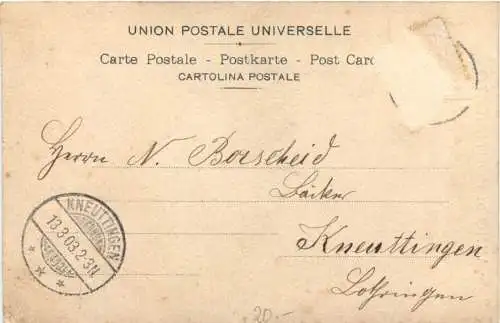 UNION POSTALE UNIVERSELLE
Carte Postale - Postkarte - Post Card
CARTOLINA POSTALE
Herrn N. Borscheid
Bäcker
Kneuttingen
Lothringen
KNEUTTINGEN
13.3.03.2-3N.
20.-